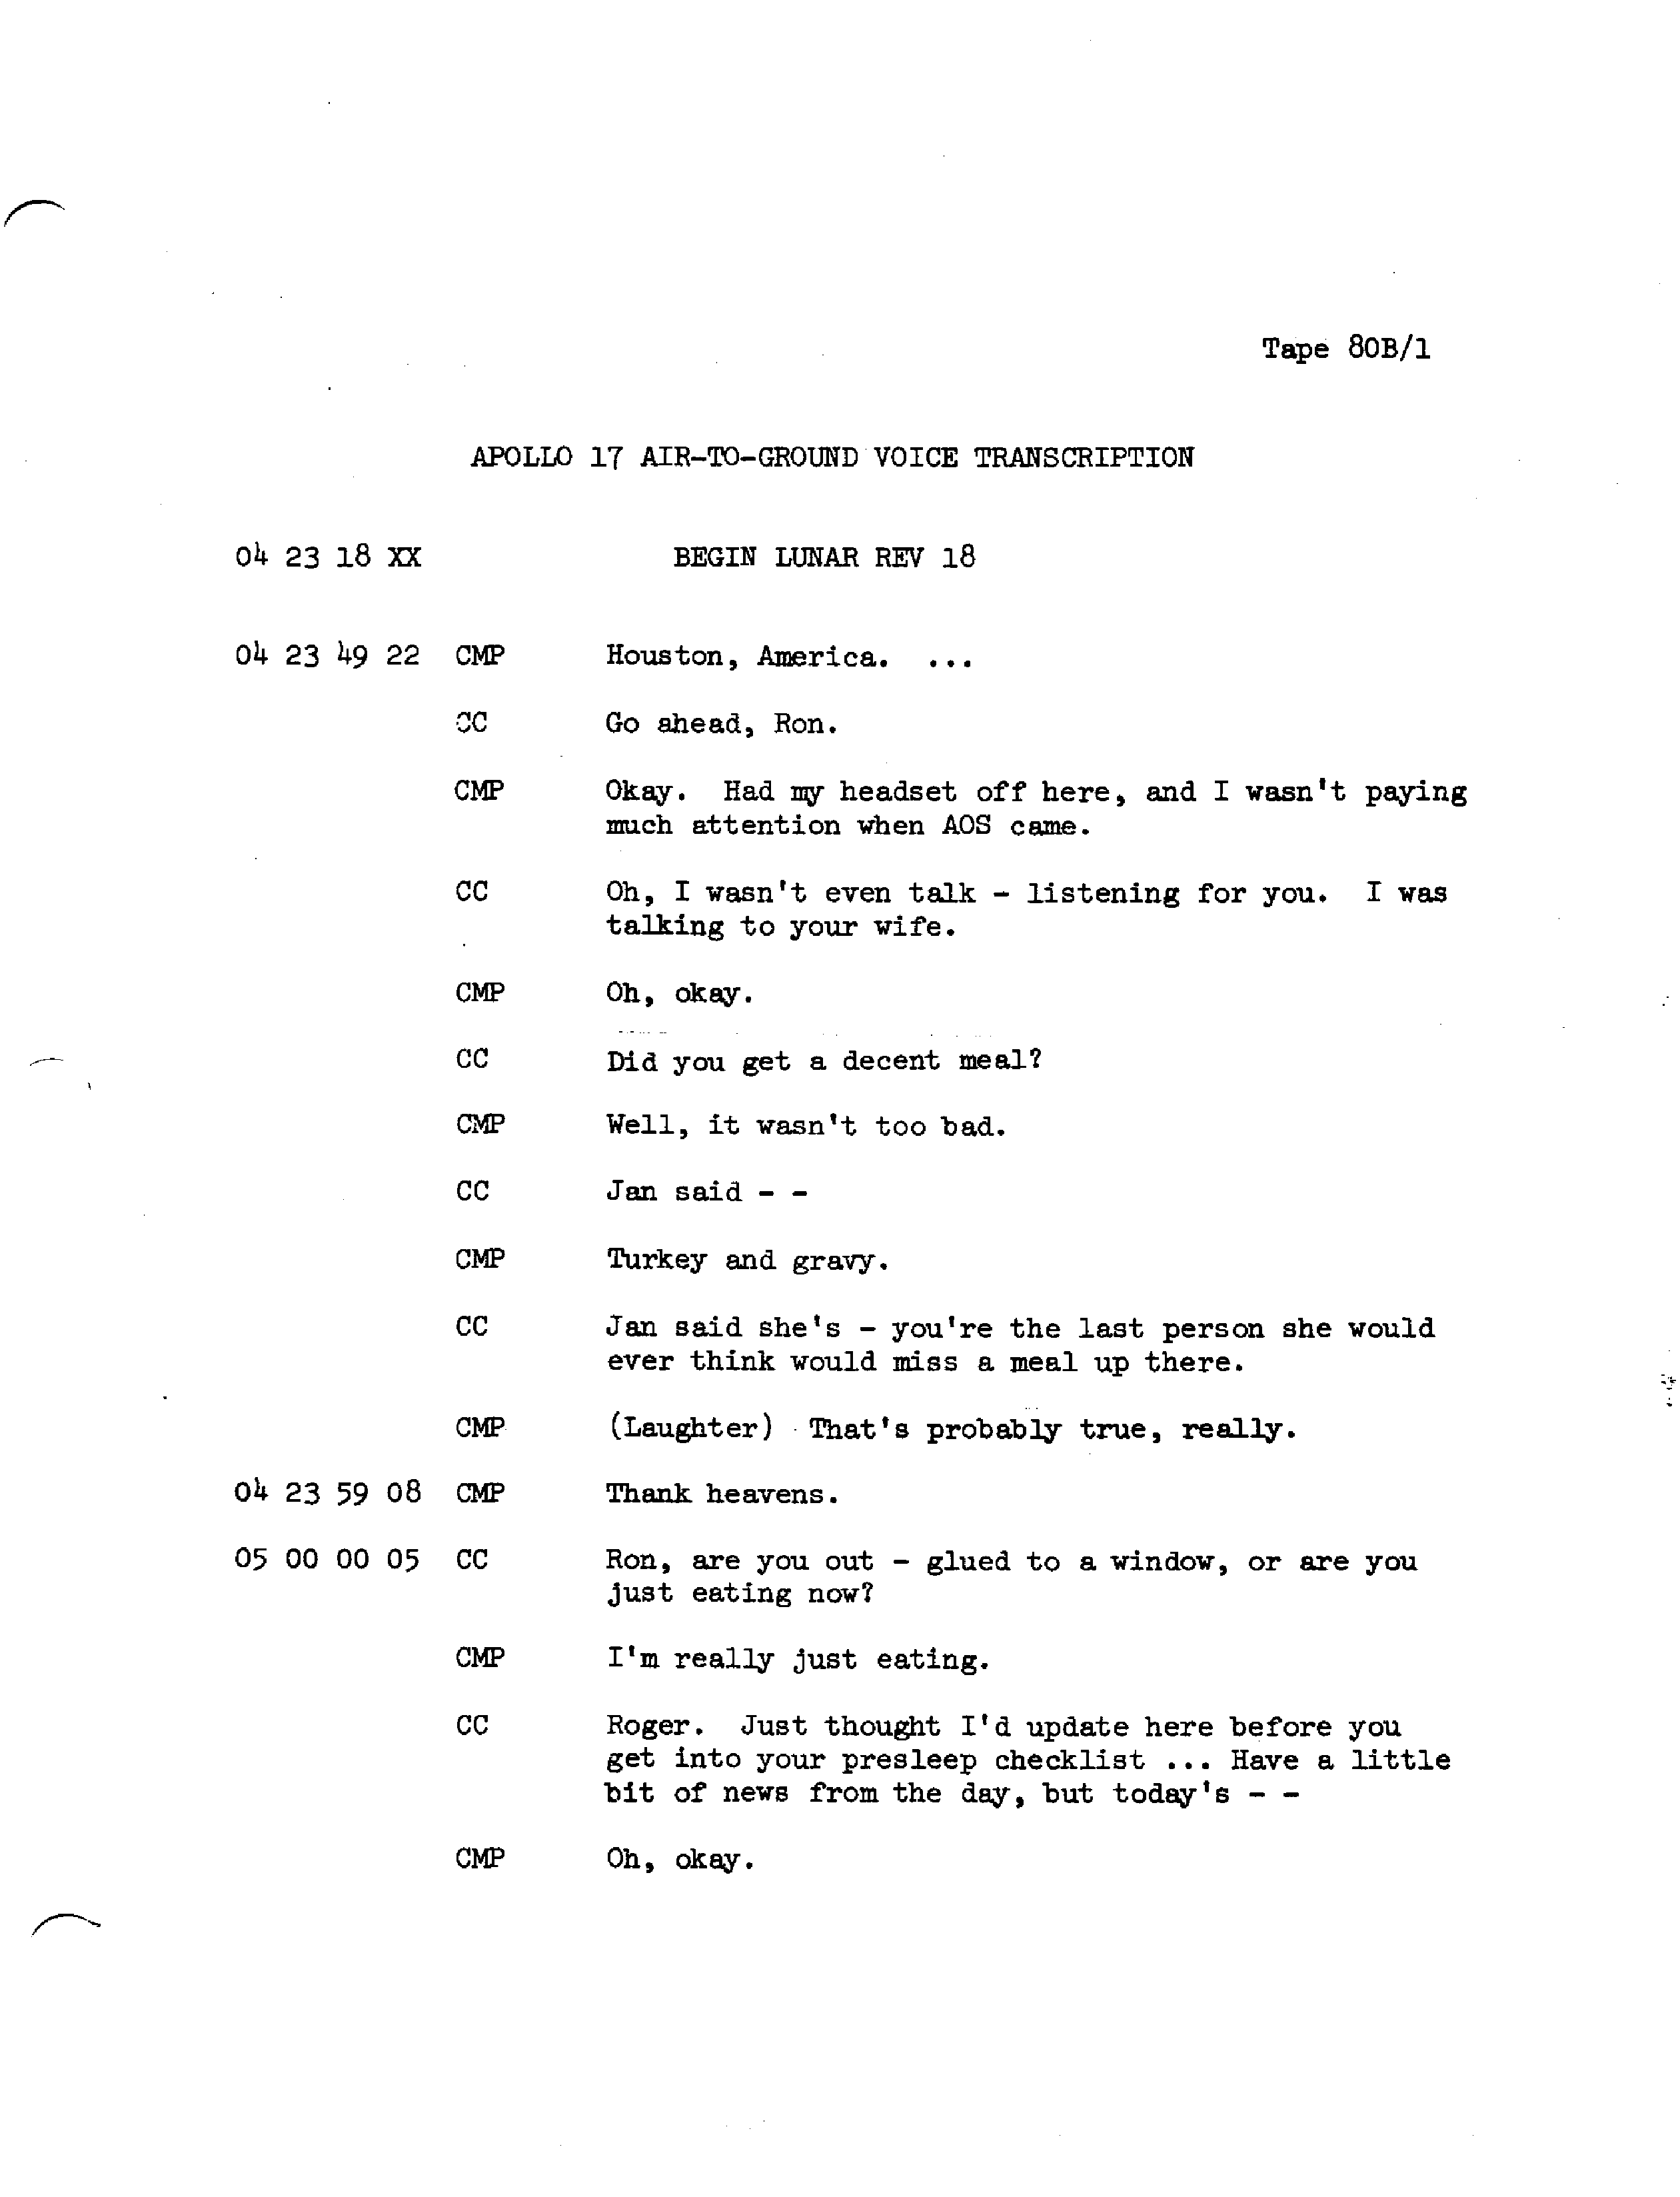 Tape 80B/1
APOLLO 17 AIR-TO-GROUND VOICE TRANSCRIPTION
04 23 18 XX BEGIN LUNAR REV 18
04 23 49 22 CMP Houston, America. ...
CC Go ahead, Ron.
CMP Okay. Had my headset off here, and I wasn't paying
much attention when AOS came.
CC Oh, I wasn't even talk - listening for you. I was
talking to your wife.
CMP Oh, okay.
CC Did you get a decent meal?
CMP Well, it wasn't too bad.
CC Jan said - -
CMP Turkey and gravy.
CC Jan said she's - you're the last person she would
ever think would miss a meal up there.
CMP (Laughter) That's probably true, really.
04 23 59 08 CMP Thank heavens.
05 00 00 05 CC Ron, are you out - glued to a window, or are you
just eating now?
CMP I'm really just eating.
CC Roger. Just thought I'd update here before you
get into your presleep checklist ... Have a little
bit of news from the day, but today's - -
CMP Oh, okay.